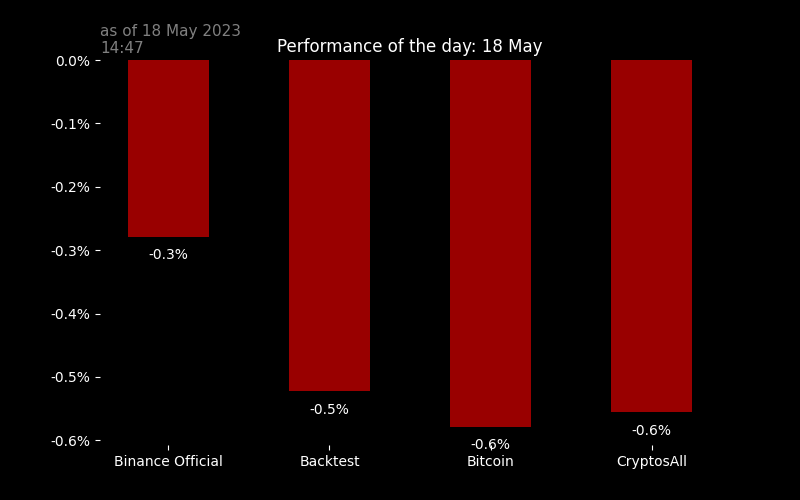 as of 18 May 2023
14:47
Performance of the day: 18 May
0.0%
-0.1%
-0.2%
-0.3%
-0.4%
-0.5%
-0.6%
-0.3%
-0.5%
-0.6%
-0.6%
Binance Official
Backtest
Bitcoin
CryptosAll